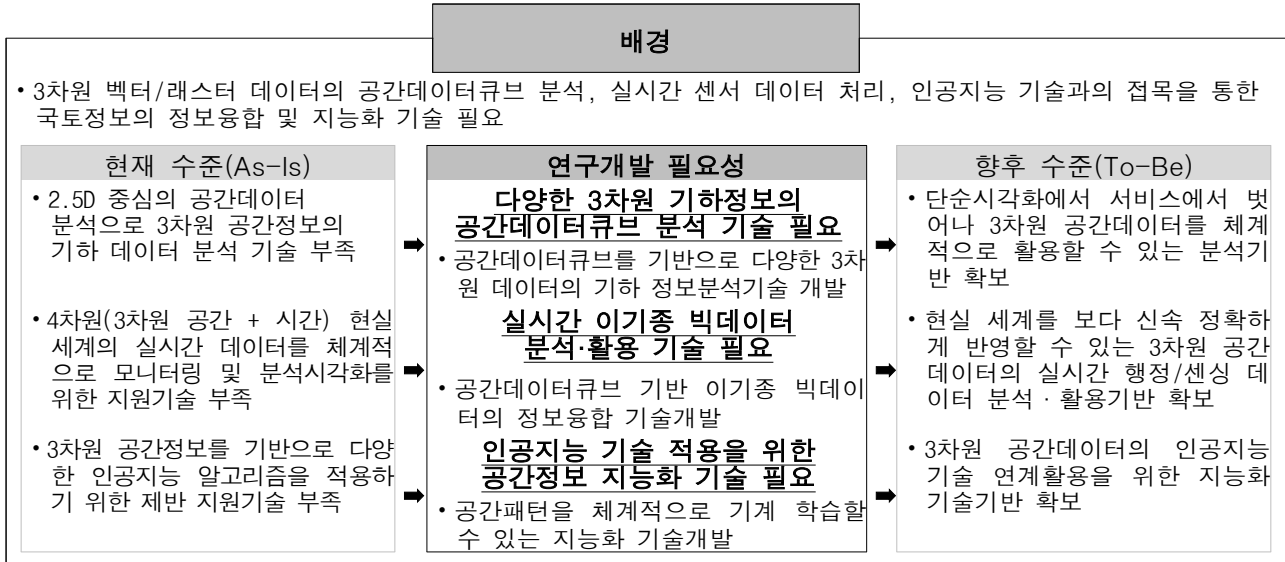 배경
• 3차원 벡터/래스터 데이터의 공간데이터큐브 분석, 실시간 센서 데이터 처리, 인공지능 기술과의 접목을 통한
국토정보의 정보융합 및 지능화 기술 필요
현재 수준(As-Is)
• 2.5D 중심의 공간데이터
분석으로 3차원 공간정보의
기하 데이터 분석 기술 부족
• 4차원(3차원 공간 + 시간) 현실
세계의 실시간 데이터를 체계적
으로 모니터링 및 분석시각화를
위한 지원기술 부족
• 3차원 공간정보를 기반으로 다양
한 인공지능 알고리즘을 적용하
기 위한 제반 지원기술 부족
연구개발 필요성
다양한 3차원 기하정보의
공간데이터큐브 분석 기술 필요
• 공간데이터큐브를 기반으로 다양한 3차
원 데이터의 기하 정보분석기술 개발
실시간 이기종 빅데이터
분석·활용 기술 필요
• 공간데이터큐브 기반 이기종 빅데이
터의 정보융합 기술개발
인공지능 기술 적용을 위한
공간정보 지능화 기술 필요
• 공간패턴을 체계적으로 기계 학습할
수 있는 지능화 기술개발
향후 수준(To-Be)
• 단순시각화에서 서비스에서 벗
어나 3차원 공간데이터를 체계
적으로 활용할 수 있는 분석기
반 확보
• 현실 세계를 보다 신속 정확하
게 반영할 수 있는 3차원 공간
데이터의 실시간 행정/센싱 데
이터 분석·활용기반 확보
• 3차원 공간데이터의 인공지능
기술 연계활용을 위한 지능화
기술기반 확보